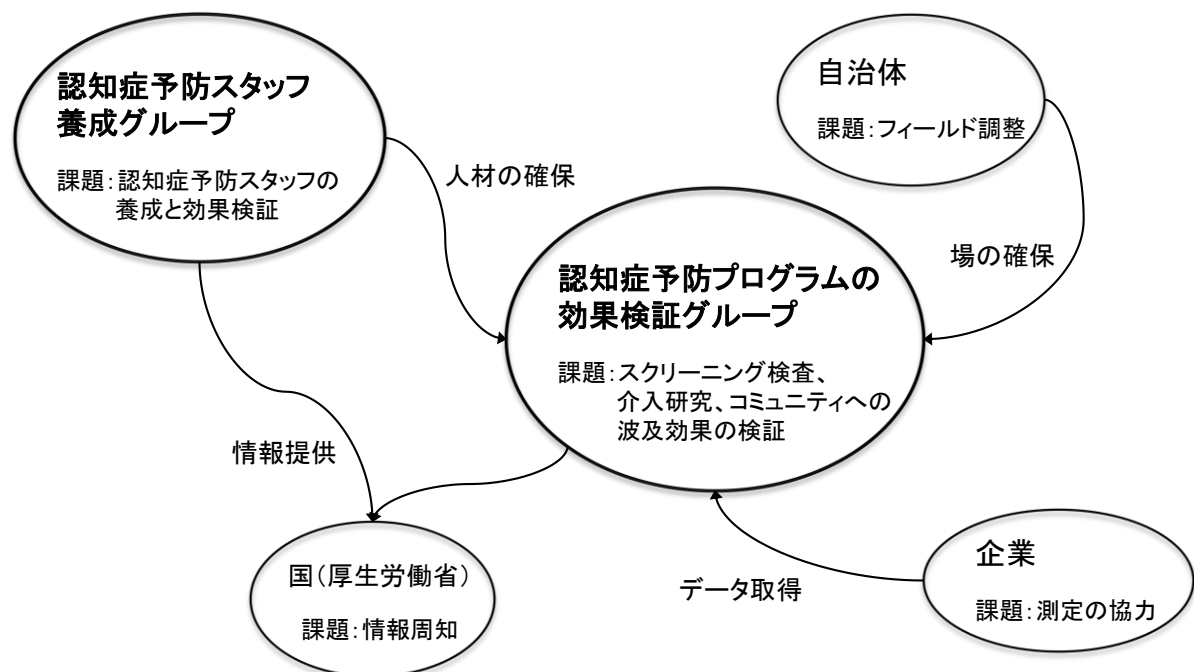 認知症予防スタッフ
養成グループ
課題：認知症予防スタッフの
養成と効果検証
人材の確保
自治体
課題：フィールド調整
場の確保
認知症予防プログラムの
効果検証グループ
課題：スクリーニング検査、
介入研究、コミュニティへの
波及効果の検証
情報提供
国（厚生労働省）
課題：情報周知
データ取得
企業
課題：測定の協力